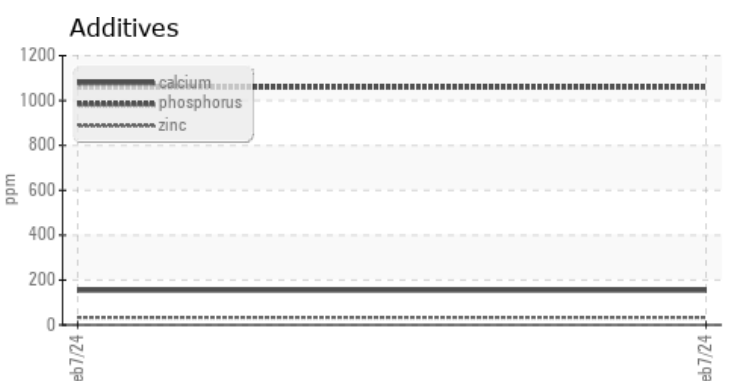 Additives
1200
1000
800
600
400
200
0
ppm
calcium
phosphorus
zinc
eb7/24
eb7/24